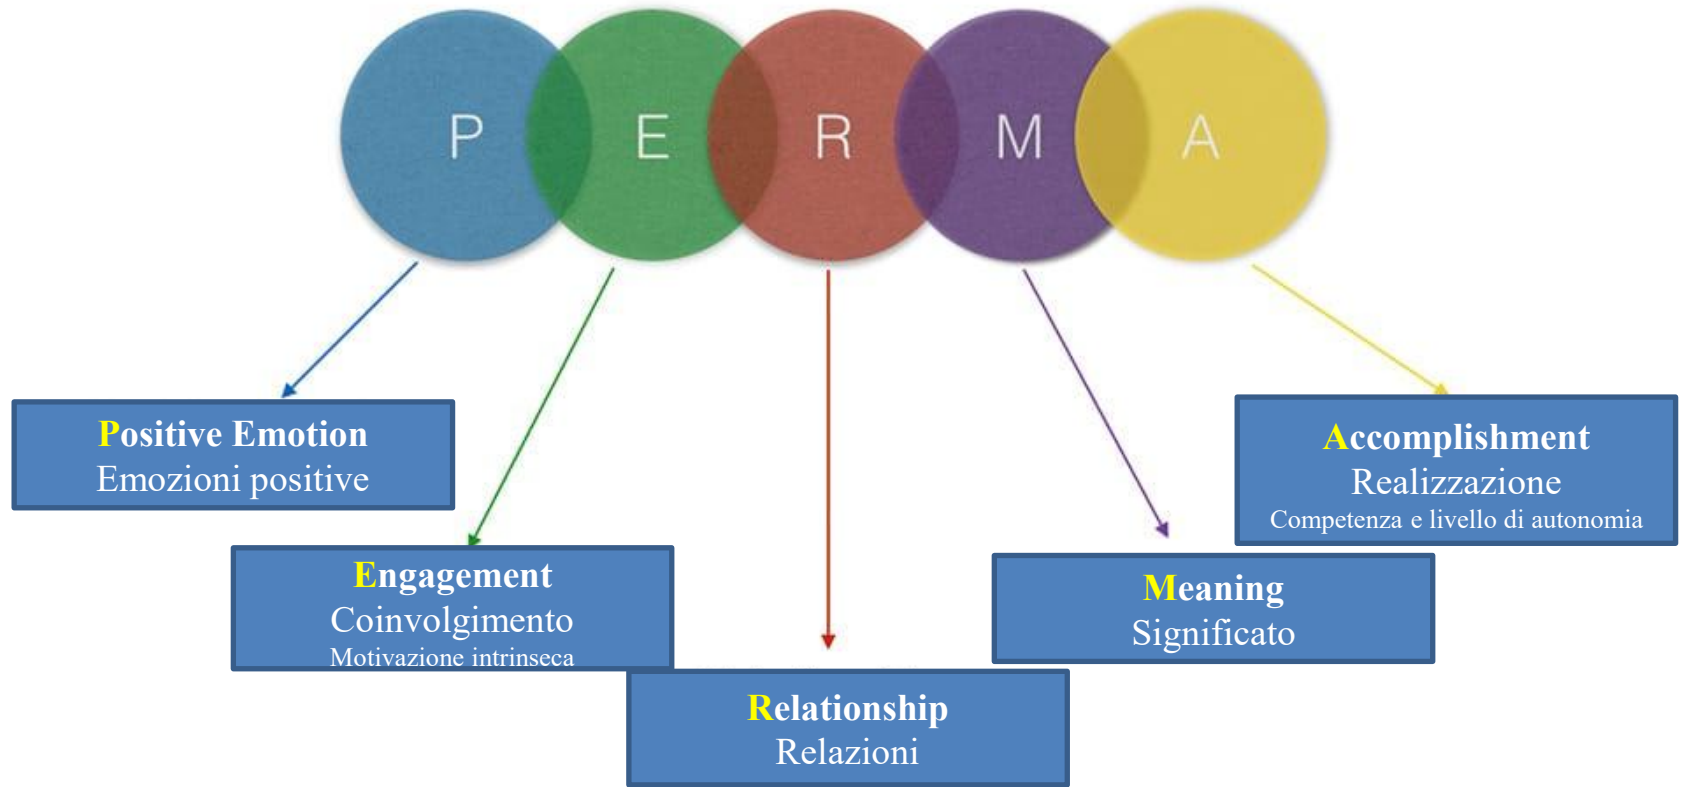 P E R M A
Positive Emotion
Emozioni positive
Engagement
Coinvolgimento
Motivazione intrinseca
Relationship
Relazioni
Meaning
Significato
Accomplishment
Realizzazione
Competenza e livello di autonomia